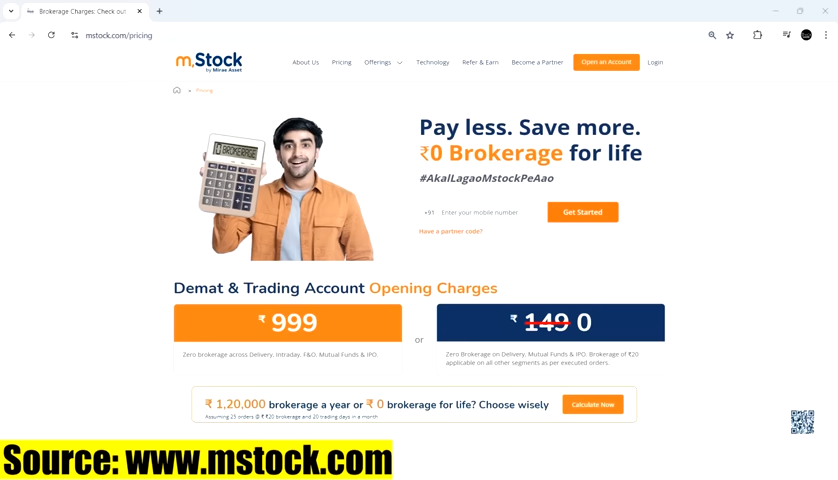 Brokerage Charges: Check out
mstock.com/pricing
m.Stock
by Mirae Asset
About Us
Pricing
Offerings
Technology
Refer & Earn
Become a Partner
Open an Account
Login
Pricing
0 BROKERAGE
Pay less. Save more.
₹0 Brokerage for life
#AkalLagaoMstockPeAao
+91 Enter your mobile number
Get Started
Have a partner code?
Demat & Trading Account Opening Charges
₹ 999
Zero brokerage across Delivery, Intraday, F&O, Mutual Funds & IPO.
or
₹ 149 0
Zero Brokerage on Delivery, Mutual Funds & IPO. Brokerage of ₹20
applicable on all other segments as per executed orders.
₹ 1,20,000 brokerage a year or ₹ 0 brokerage for life? Choose wisely
Assuming 25 orders @ ₹ ₹20 brokerage and 20 trading days in a month
Calculate Now
Source: www.mstock.com